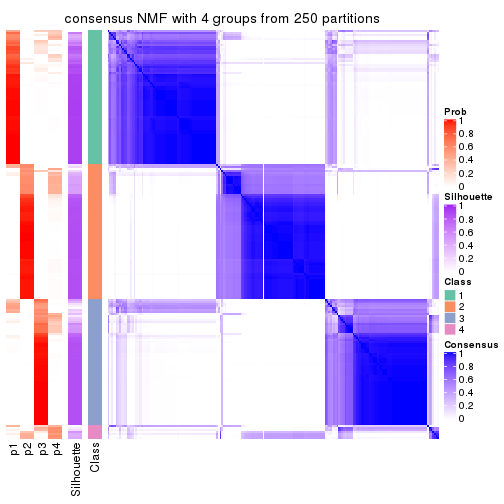 consensus NMF with 4 groups from 250 partitions
Prob
1
0.8
0.6
0.4
0.2
0
Silhouette
1
0.8
0.6
0.4
0.2
0
Class
1
2
3
4
Consensus
1
0.8
0.6
0.4
0.2
0
p1
p2
p3
p4
Silhouette
Class